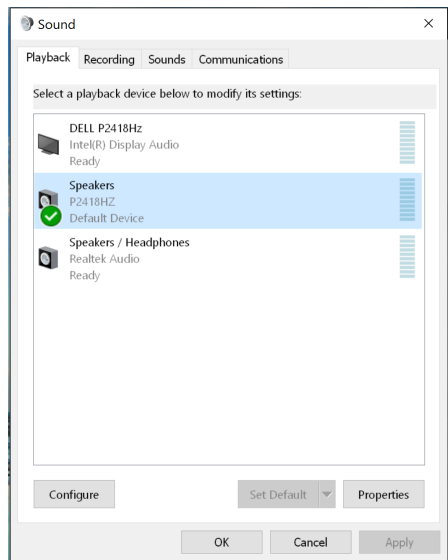 Sound
Playback Recording Sounds Communications
Select a playback device below to modify its settings:
DELL P2418Hz
Intel(R) Display Audio
Ready
Speakers
P2418HZ
Default Device
Speakers / Headphones
Realtek Audio
Ready
Configure Set Default Properties
OK Cancel Apply